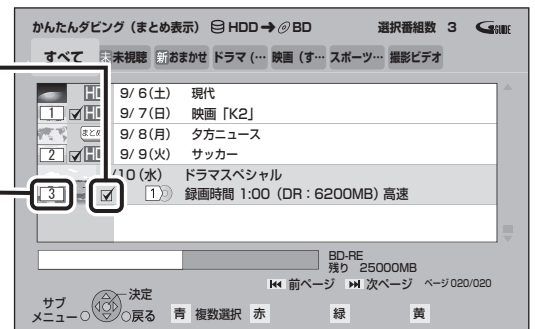 かんたんダビング（まとめ表示） HDD➔BD 選択番組数 3 G GUIDE
すべて 未視聴 新おまかせ ドラマ（… 映画（す… スポーツ… 撮影ビデオ
9/ 6(土) 現代
1 9/ 7(日) 映画「K2」
まとめ 9/ 8(月) 夕方ニュース
2 9/ 9(火) サッカー
/10(水) ドラマスペシャル
3 1 録画時間 1:00（DR：6200MB）高速
BD-RE
残り 25000MB
前ページ 次ページ ページ020/020
サブメニュー 決定 戻る 青 複数選択 赤 緑 黄